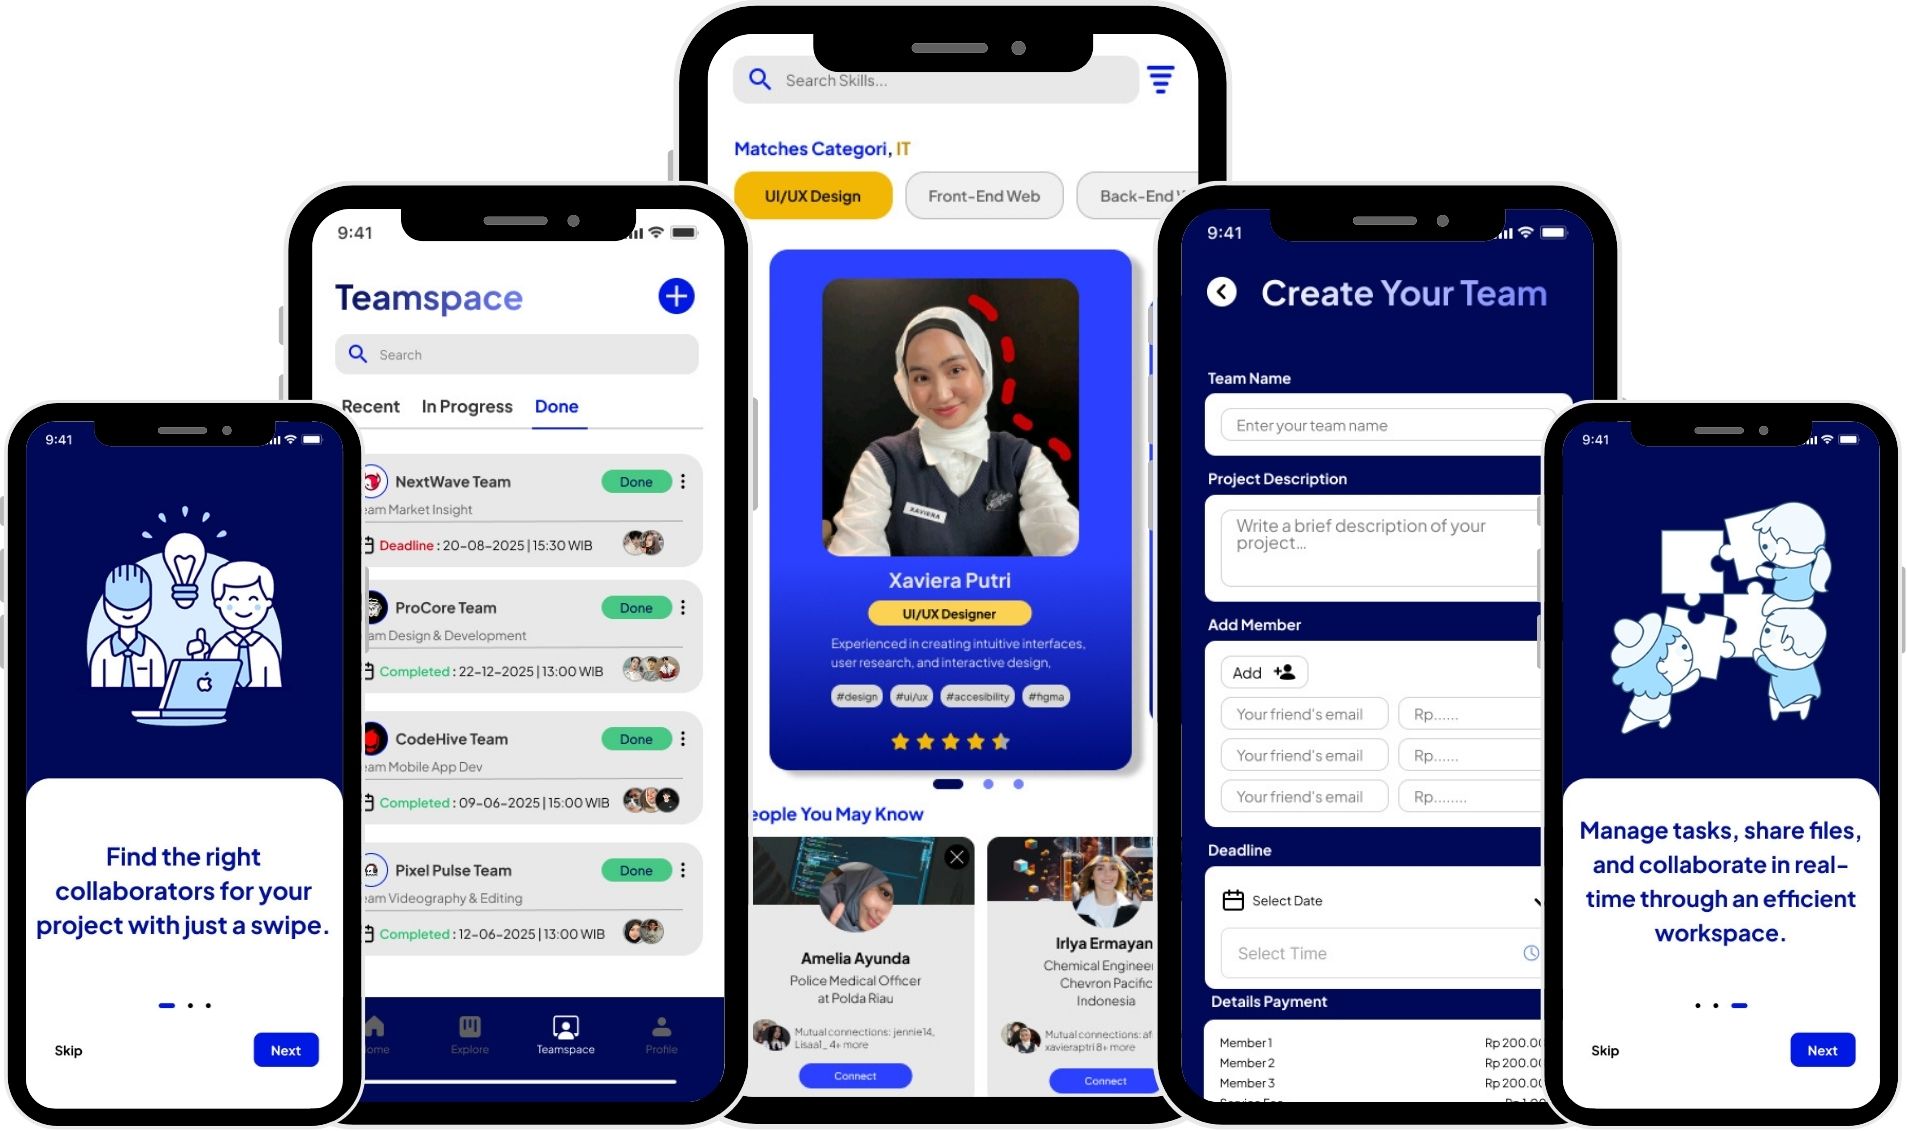 9:41
Find the right
collaborators for your
project with just a swipe.
Skip
Next
9:41
Teamspace
Search
Recent In Progress Done
NextWave Team Done
Market Insight
Deadline : 20-08-2025 | 15:30 WIB
ProCore Team Done
Design & Development
Completed : 22-12-2025 | 13:00 WIB
CodeHive Team Done
Mobile App Dev
Completed : 09-06-2025 | 15:00 WIB
Pixel Pulse Team Done
Videography & Editing
Completed : 12-06-2025 | 13:00 WIB
Explore Teamspace Profile
Search Skills...
Matches Categori, IT
UI/UX Design Front-End Web Back-End
XAVIERA
Xaviera Putri
UI/UX Designer
Experienced in creating intuitive interfaces,
user research, and interactive design,
#design #ui/ux #accesibility #figma
eople You May Know
Amelia Ayunda
Police Medical Officer
at Polda Riau
Mutual connections: jennie14,
Lisaa1_ 4+ more
Connect
Irlya Ermayan
Chemical Enginee
Chevron Pacific
Indonesia
Mutual connections: af
xavieraptri 8+ more
Connect
9:41
Create Your Team
Team Name
Enter your team name
Project Description
Write a brief description of your
project...
Add Member
Add
Your friend's email Rp......
Your friend's email Rp.....
Your friend's email Rp........
Deadline
Select Date
Select Time
Details Payment
Member 1 Rp 200.00
Member 2 Rp 200.00
Member 3 Rp 200.00
9:41
Manage tasks, share files,
and collaborate in real-
time through an efficient
workspace.
Skip
Next